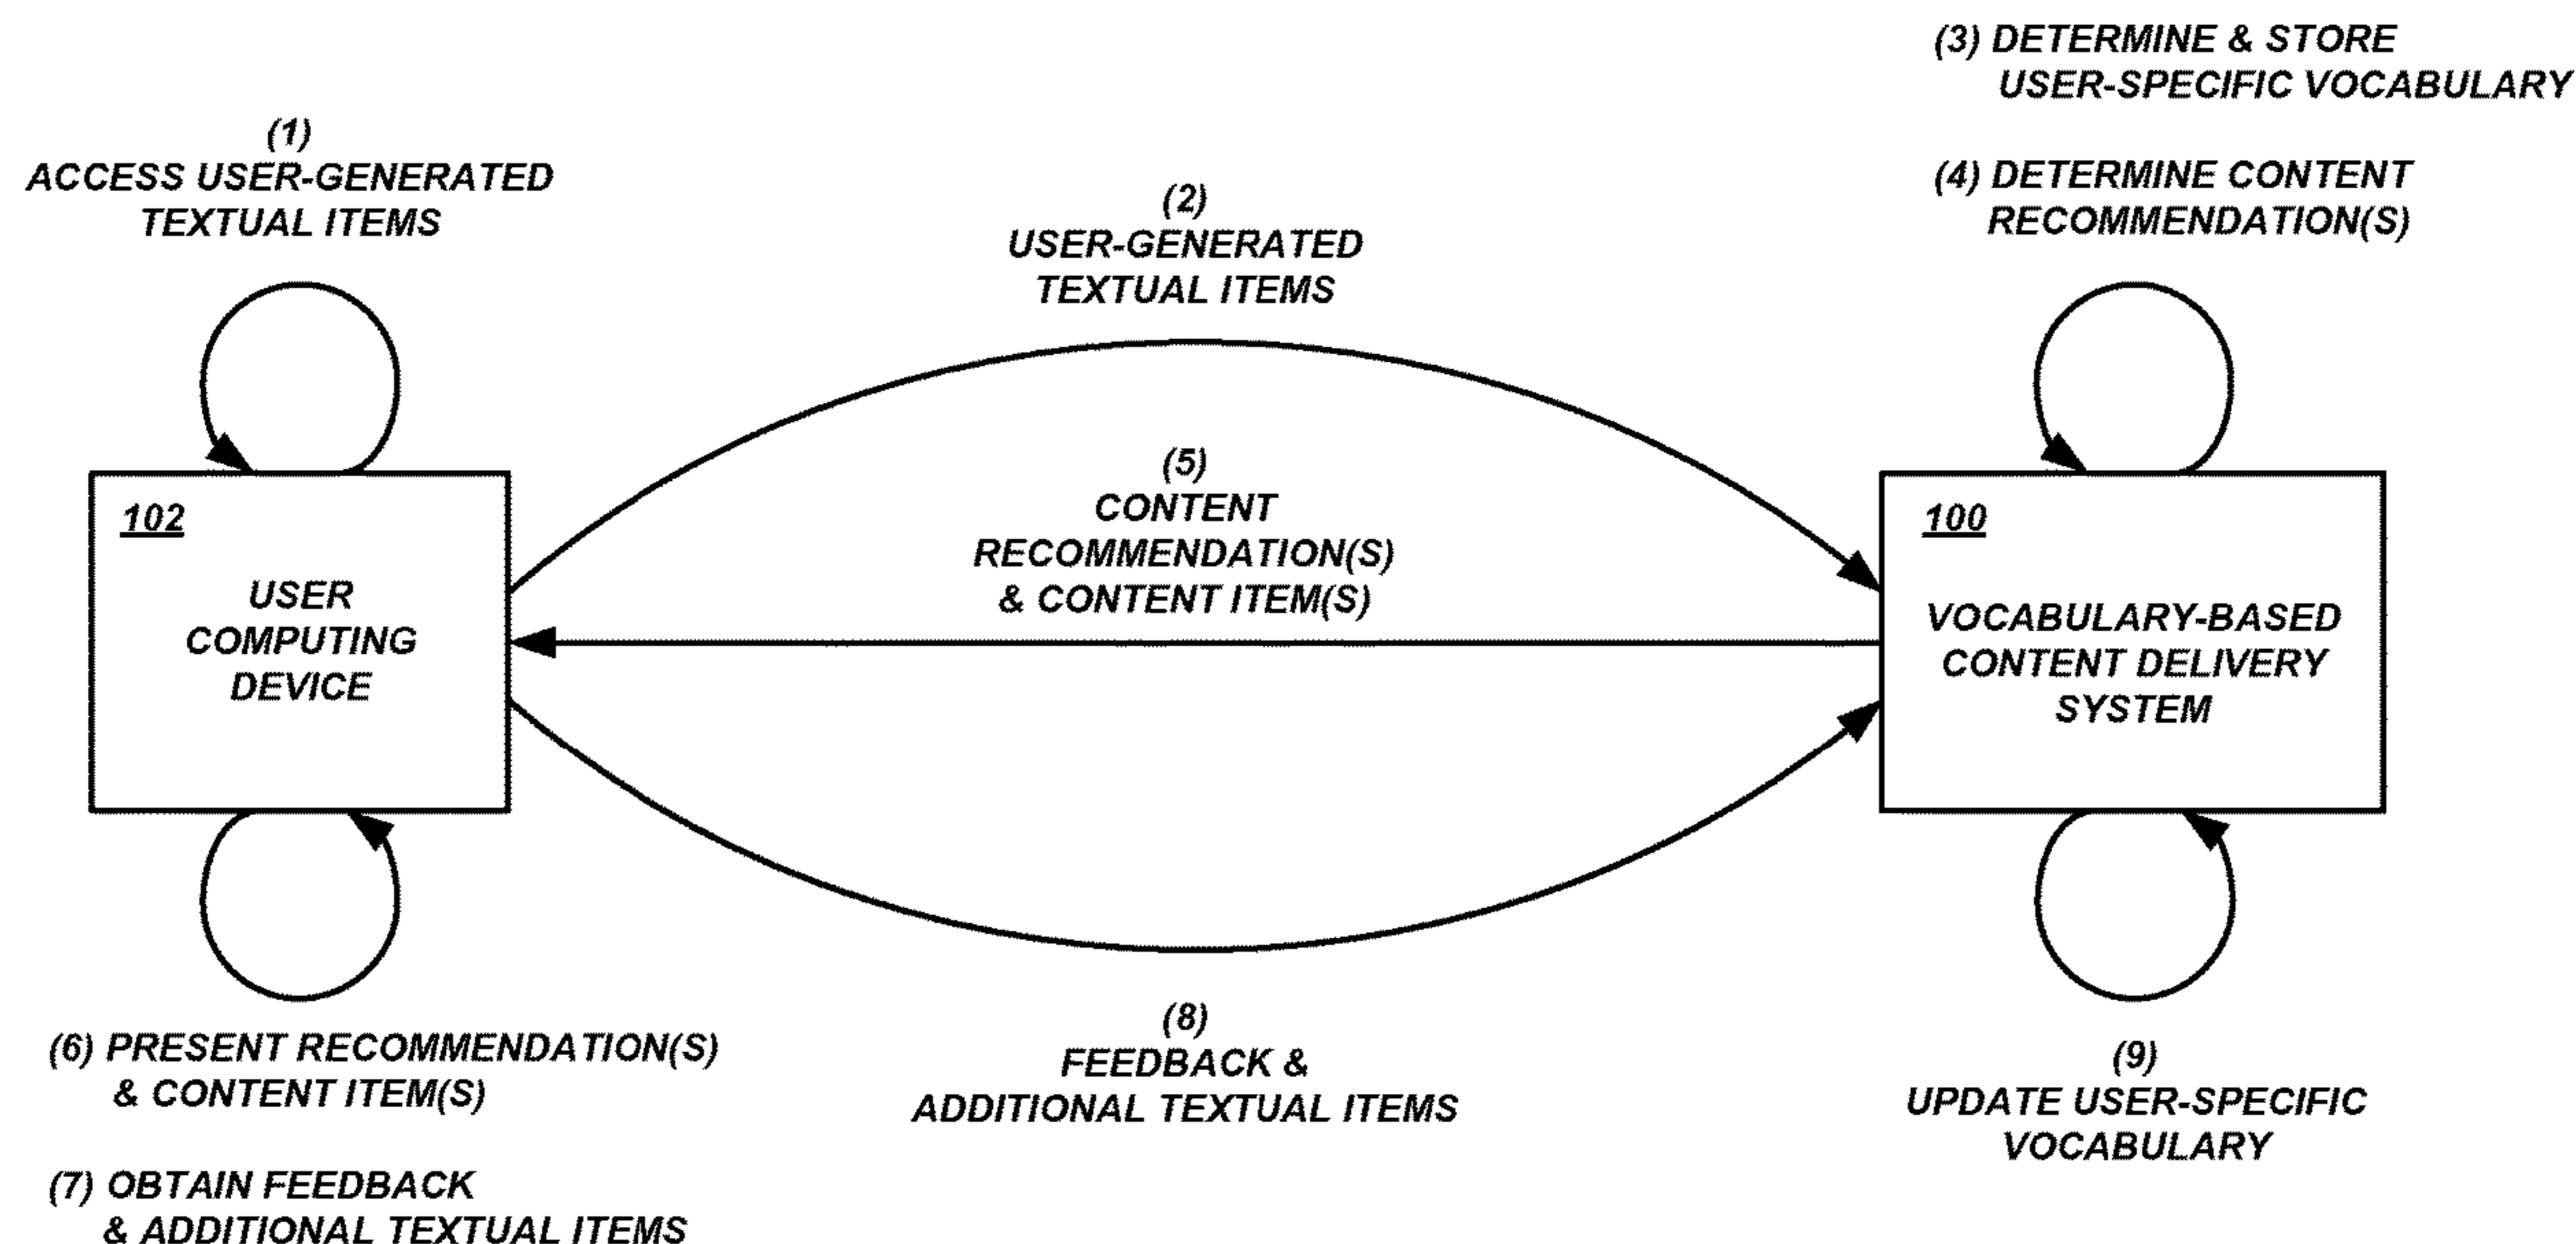 (1)
ACCESS USER-GENERATED
TEXTUAL ITEMS
(2)
USER-GENERATED
TEXTUAL ITEMS
(3) DETERMINE & STORE
USER-SPECIFIC VOCABULARY
(4) DETERMINE CONTENT
RECOMMENDATION(S)
(5)
CONTENT
RECOMMENDATION(S)
& CONTENT ITEM(S)
102
USER
COMPUTING
DEVICE
100
VOCABULARY-BASED
CONTENT DELIVERY
SYSTEM
(6) PRESENT RECOMMENDATION(S)
& CONTENT ITEM(S)
(7) OBTAIN FEEDBACK
& ADDITIONAL TEXTUAL ITEMS
(8)
FEEDBACK &
ADDITIONAL TEXTUAL ITEMS
(9)
UPDATE USER-SPECIFIC
VOCABULARY